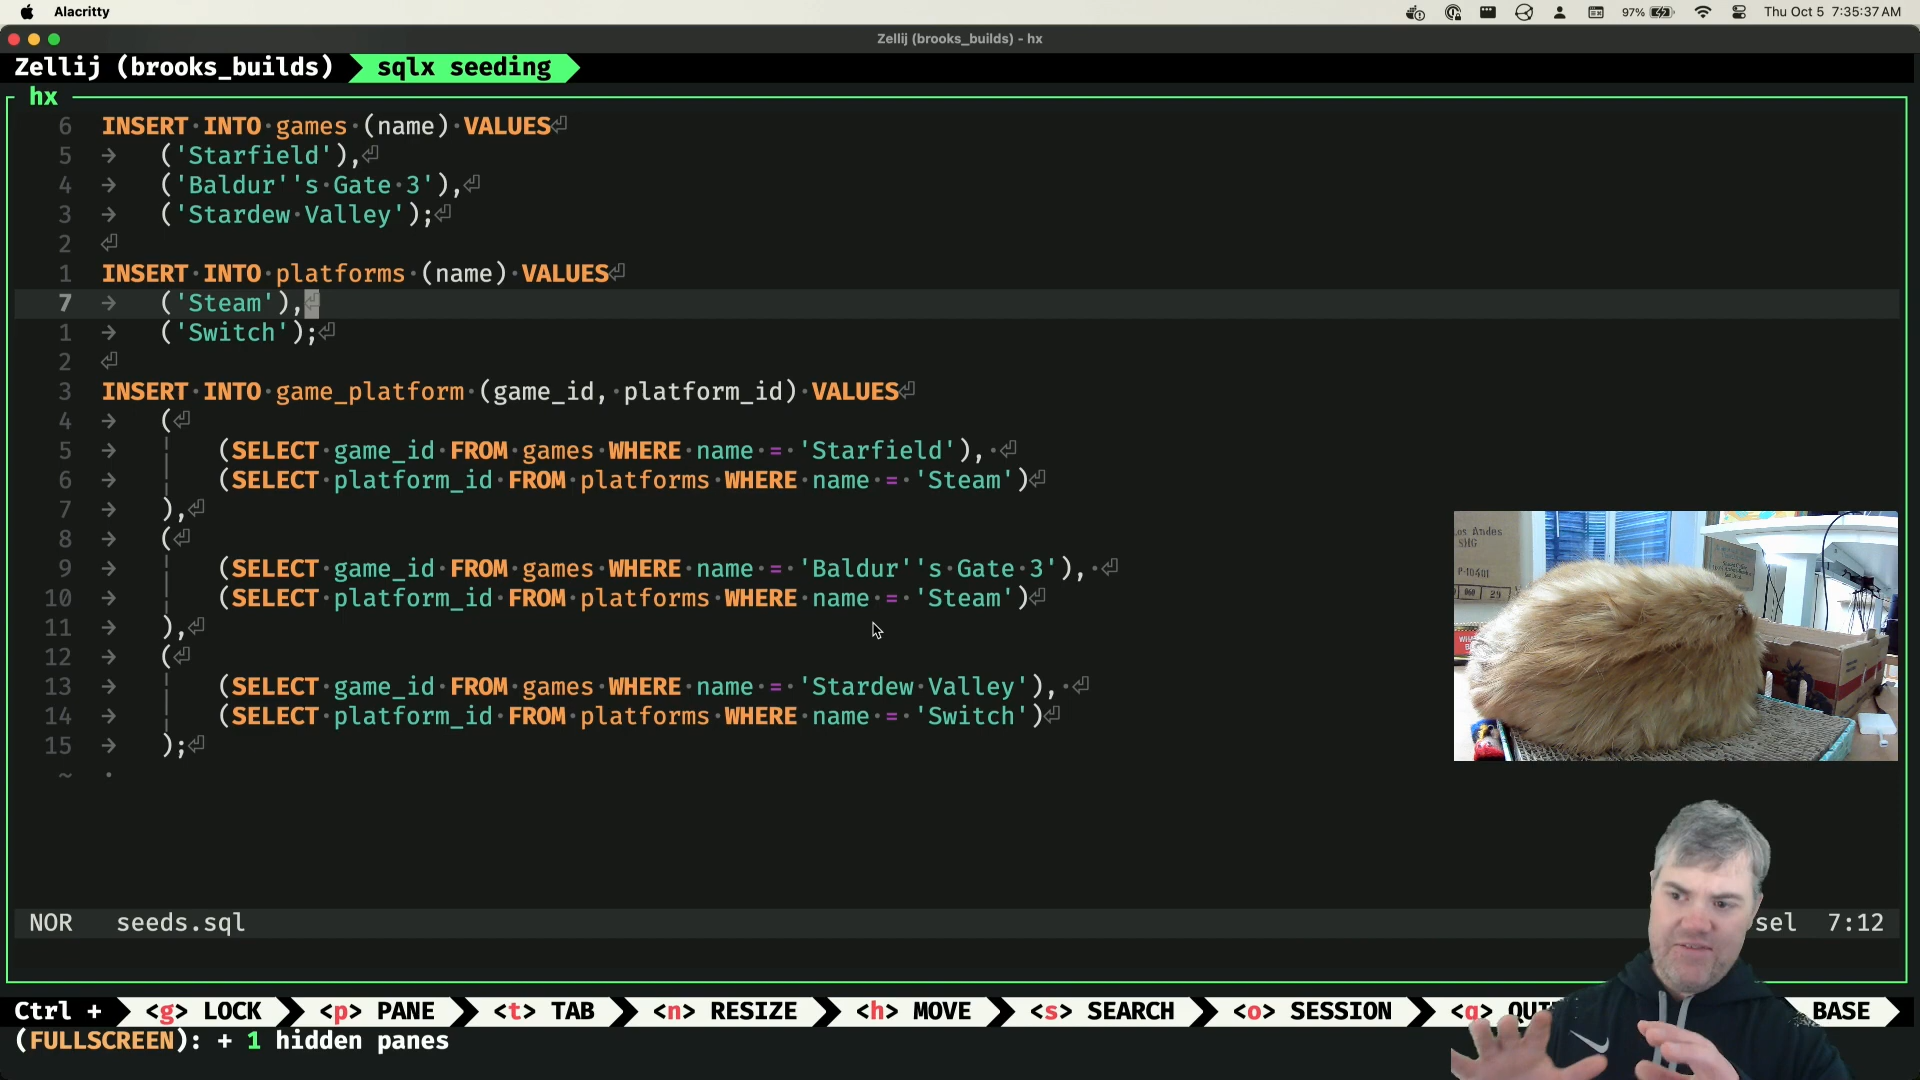 Alacritty
97%
Thu Oct 5 7:35:37 AM
Zellij (brooks_builds) - hx
Zellij (brooks_builds) sqlx seeding
hx
6 INSERT INTO games (name) VALUES
5 ('Starfield'),
4 ('Baldur''s Gate 3'),
3 ('Stardew Valley');
2
1 INSERT INTO platforms (name) VALUES
7 ('Steam'),
1 ('Switch');
2
3 INSERT INTO game_platform (game_id, platform_id) VALUES
4 (
5 (SELECT game_id FROM games WHERE name = 'Starfield'),
6 (SELECT platform_id FROM platforms WHERE name = 'Steam')
7 ),
8 (
9 (SELECT game_id FROM games WHERE name = 'Baldur''s Gate 3'),
10 (SELECT platform_id FROM platforms WHERE name = 'Steam')
11 ),
12 (
13 (SELECT game_id FROM games WHERE name = 'Stardew Valley'),
14 (SELECT platform_id FROM platforms WHERE name = 'Switch')
15 );
~
Los Andes
SHG
P-10401
29
NOR seeds.sql sel 7:12
Ctrl + <g> LOCK <p> PANE <t> TAB <n> RESIZE <h> MOVE <s> SEARCH <o> SESSION <q> BASE
(FULLSCREEN): + 1 hidden panes